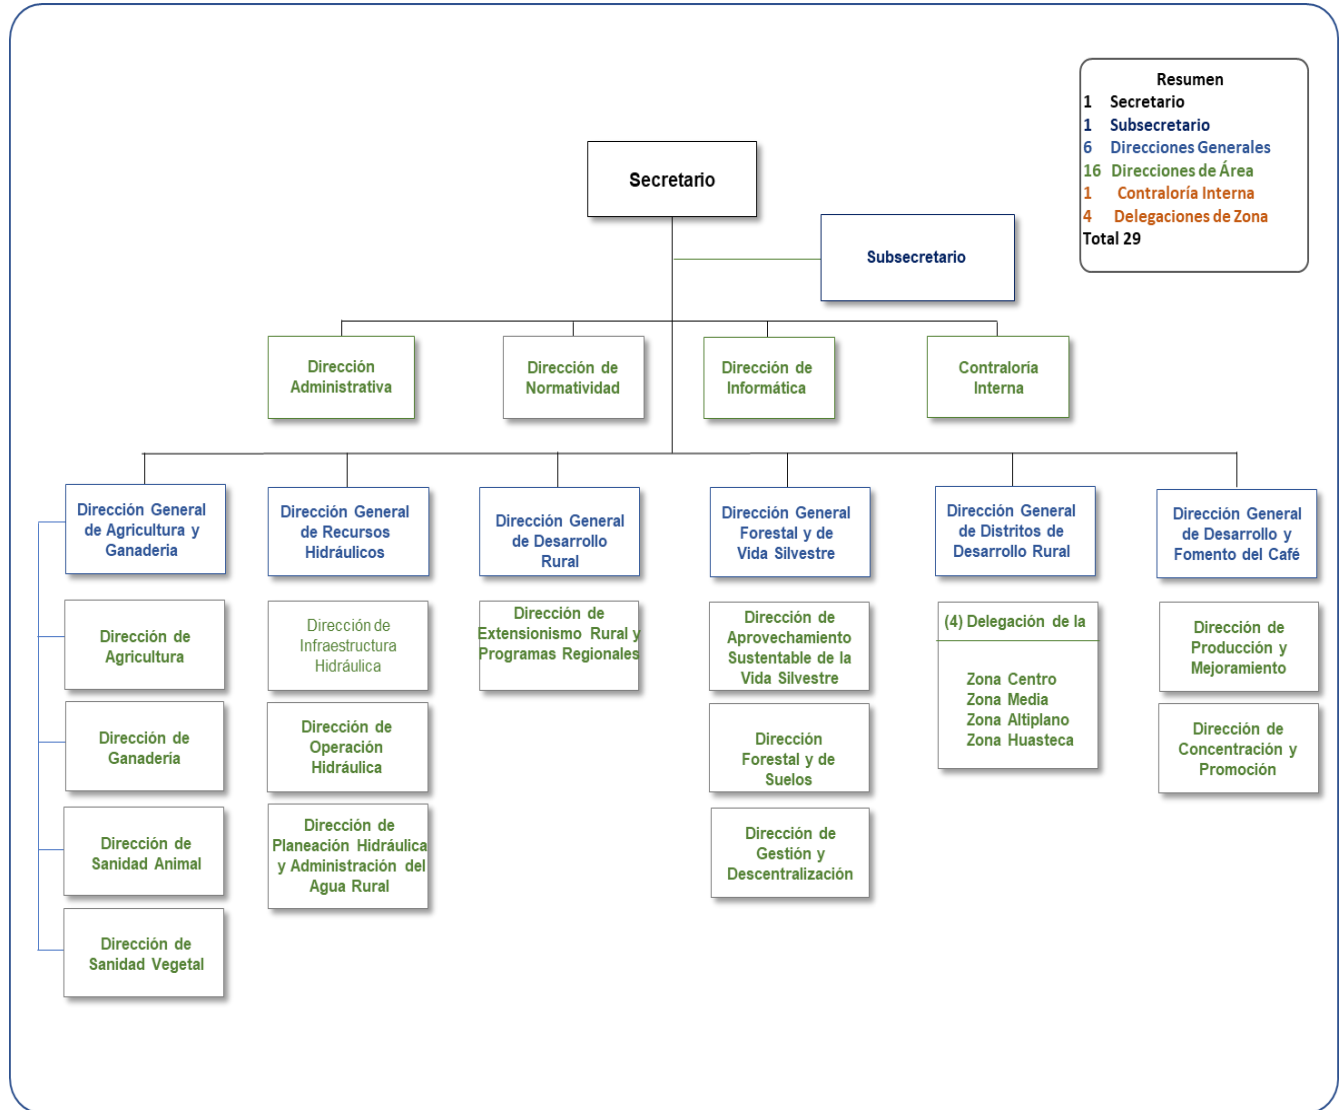 Resumen
1 Secretario
1 Subsecretario
6 Direcciones Generales
16 Direcciones de Área
1 Contraloría Interna
4 Delegaciones de Zona
Total 29
Secretario
Subsecretario
Dirección
Administrativa
Dirección de
Normatividad
Dirección de
Informática
Contraloría
Interna
Dirección General
de Agricultura y
Ganaderia
Dirección General
de Recursos
Hidráulicos
Dirección General
de Desarrollo
Rural
Dirección General
Forestal y de
Vida Silvestre
Dirección General
de Distritos de
Desarrollo Rural
Dirección General
de Desarrollo y
Fomento del Café
Dirección de
Agricultura
Dirección de
Ganadería
Dirección de
Sanidad Animal
Dirección de
Sanidad Vegetal
Dirección de
Infraestructura
Hidráulica
Dirección de
Operación
Hidráulica
Dirección de
Planeación Hidráulica
y Administración del
Agua Rural
Dirección de
Extensionismo Rural y
Programas Regionales
Dirección de
Aprovechamiento
Sustentable de la
Vida Silvestre
Dirección
Forestal y de
Suelos
Dirección de
Gestión y
Descentralización
(4) Delegación de la
Zona Centro
Zona Media
Zona Altiplano
Zona Huasteca
Dirección de
Producción y
Mejoramiento
Dirección de
Concentración y
Promoción